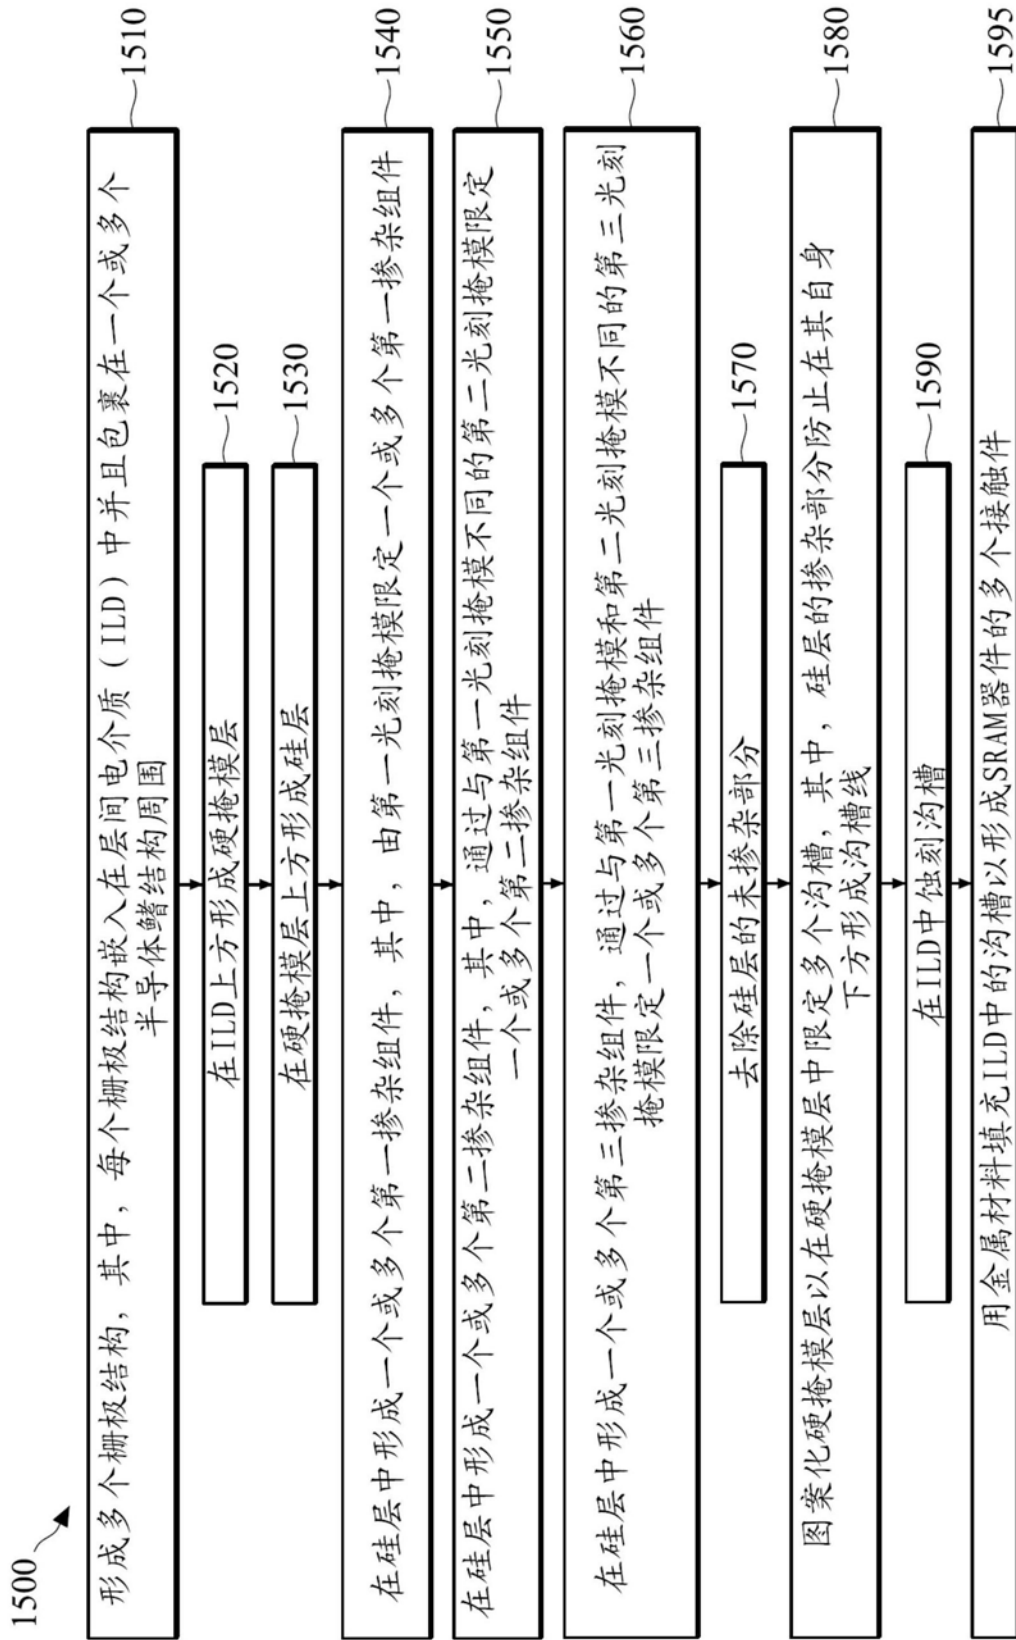 1500
形成多个栅极结构，其中，每个栅极结构嵌入在层间电介质（ILD）中并且包裹在一个或多个
半导体鳍结构周围
1510
在ILD上方形成硬掩模层
1520
在硬掩模层上方形成硅层
1530
在硅层中形成一个或多个第一掺杂组件，其中，由第一光刻掩模限定一个或多个第一掺杂组件
1540
在硅层中形成一个或多个第二掺杂组件，其中，通过与第一光刻掩模不同的第二光刻掩模限定
一个或多个第二掺杂组件
1550
在硅层中形成一个或多个第三掺杂组件，通过与第一光刻掩模和第二光刻掩模不同的第三光刻
掩模限定一个或多个第三掺杂组件
1560
去除硅层的未掺杂部分
1570
图案化硬掩模层以在硬掩模层中限定多个沟槽，其中，硅层的掺杂部分防止在其自身
下方形成沟槽线
1580
在ILD中蚀刻沟槽
1590
用金属材料填充ILD中的沟槽以形成SRAM器件的多个接触件
1595